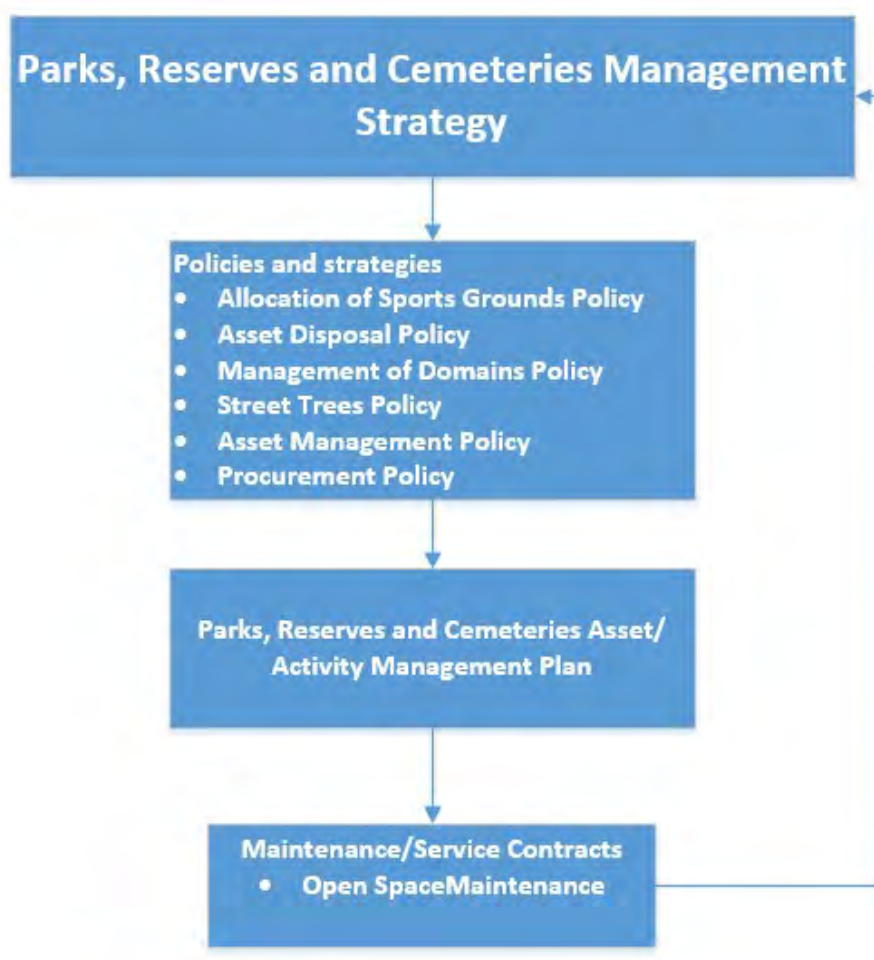 Parks, Reserves and Cemeteries Management
Strategy
Policies and strategies
• Allocation of Sports Grounds Policy
• Asset Disposal Policy
• Management of Domains Policy
• Street Trees Policy
• Asset Management Policy
• Procurement Policy
Parks, Reserves and Cemeteries Asset/
Activity Management Plan
Maintenance/Service Contracts
• Open SpaceMaintenance